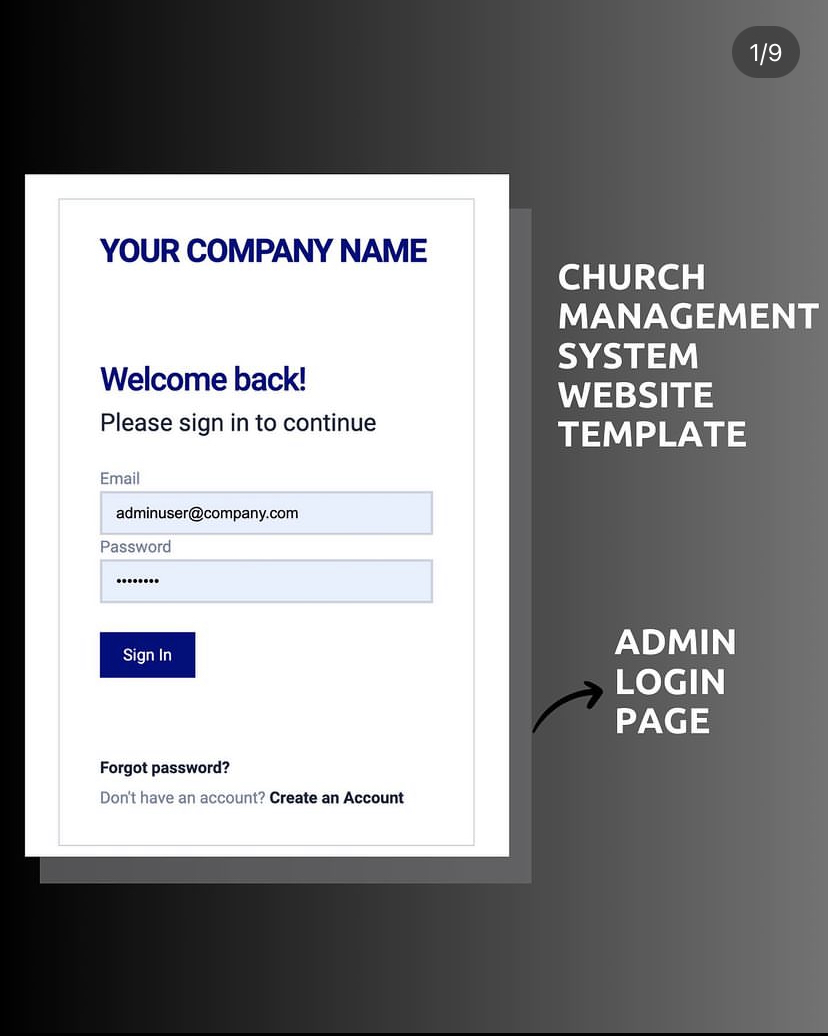 1/9
YOUR COMPANY NAME
Welcome back!
Please sign in to continue
Email
adminuser@company.com
Password
••••••••
Sign In
Forgot password?
Don't have an account? Create an Account
CHURCH
MANAGEMENT
SYSTEM
WEBSITE
TEMPLATE
ADMIN
LOGIN
PAGE